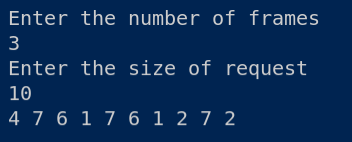 Enter the number of frames
3
Enter the size of request
10
4 7 6 1 7 6 1 2 7 2